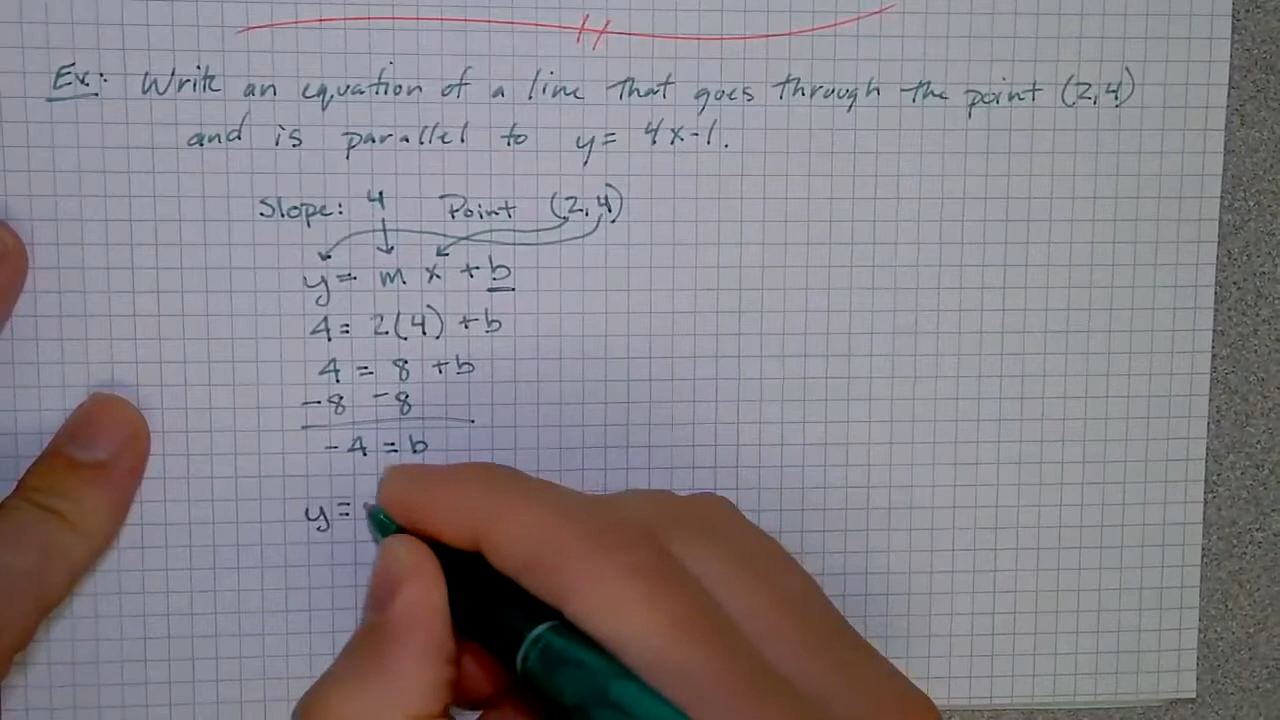 Ex: Write an equation of a line that goes through the point (2,4)
and is parallel to y= 4x-1.
Slope: 4 Point (2,4)
y= m x +b
4= 2(4) +b
4 = 8 +b
-8 -8
-4 =b
y=